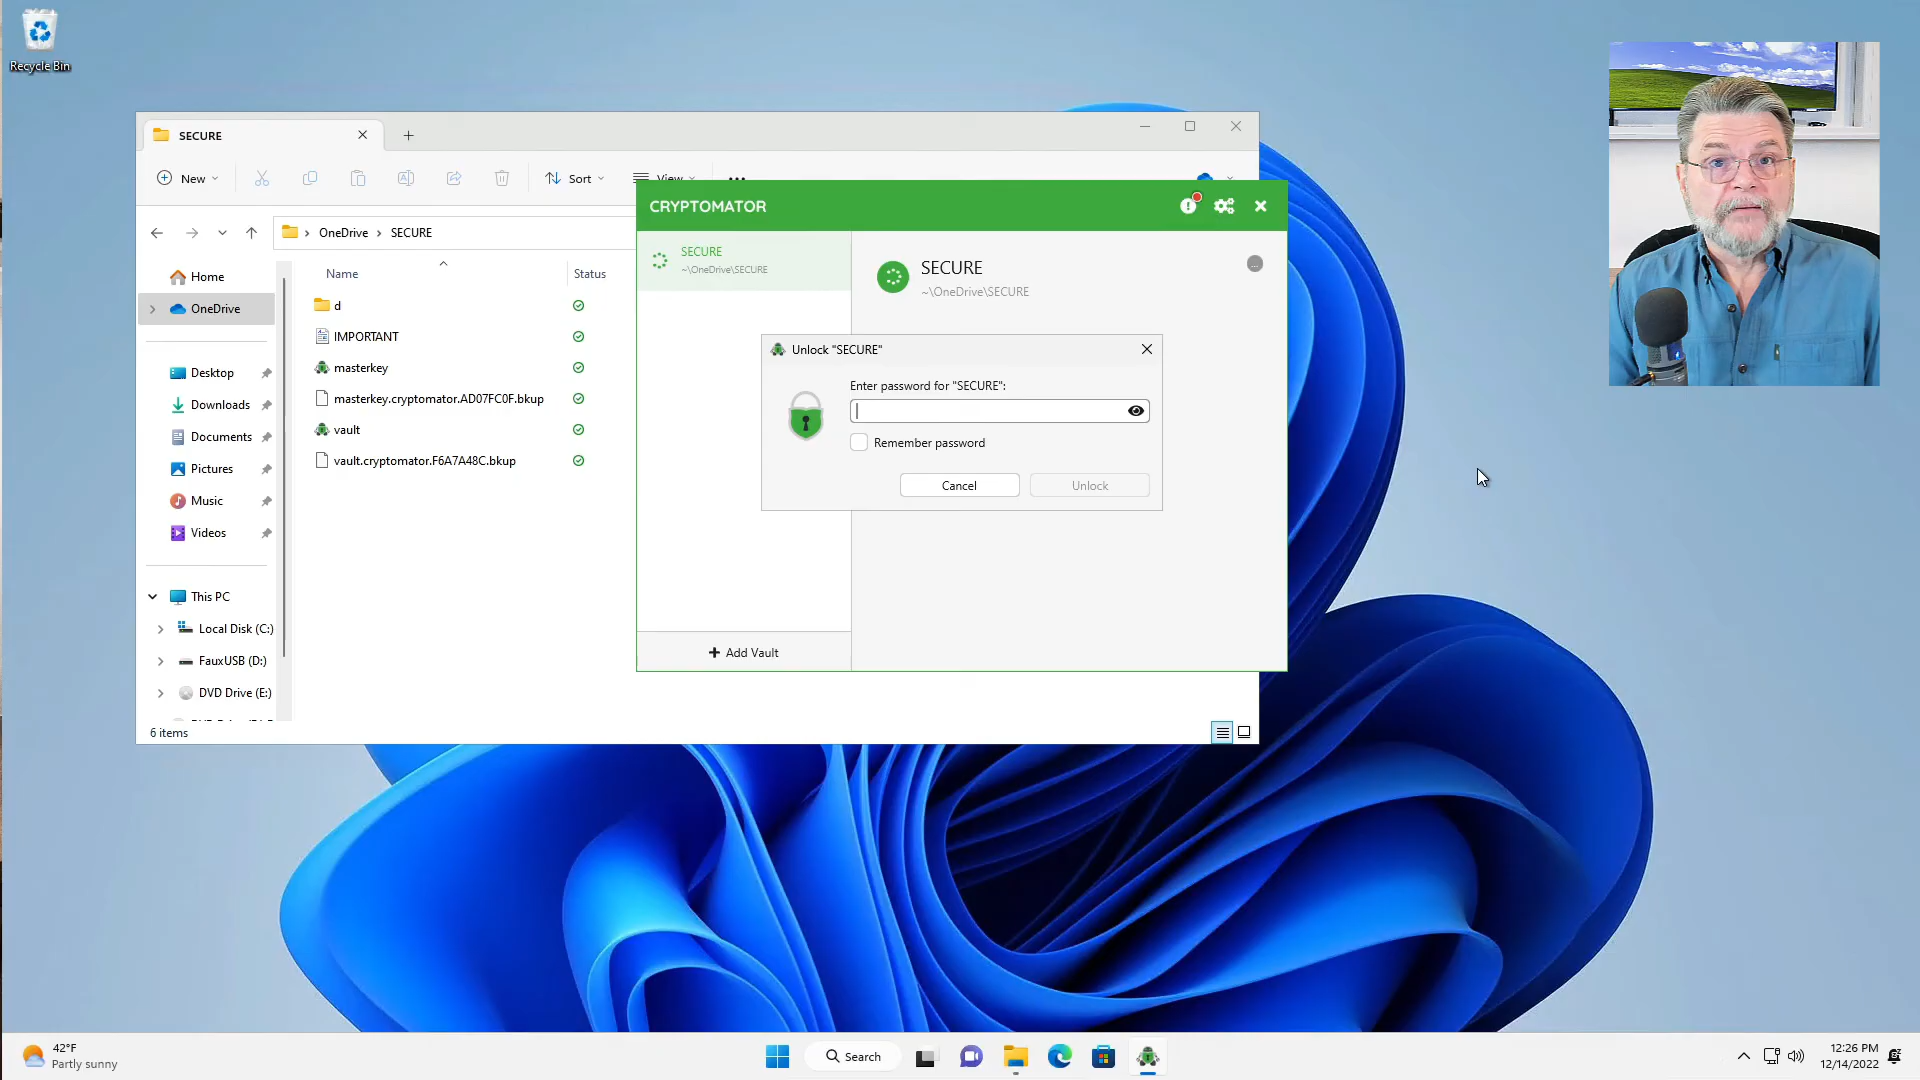 Recycle Bin
SECURE
New
Sort
View
OneDrive > SECURE
Name
Status
Home
OneDrive
Desktop
Downloads
Documents
Pictures
Music
Videos
This PC
Local Disk (C:)
FauxUSB (D:)
DVD Drive (E:)
d
IMPORTANT
masterkey
masterkey.cryptomator.AD07FC0F.bkup
vault
vault.cryptomator.F6A7A48C.bkup
6 items
CRYPTOMATOR
SECURE
~\OneDrive\SECURE
SECURE
~\OneDrive\SECURE
Unlock "SECURE"
Enter password for "SECURE":
Remember password
Cancel
Unlock
Add Vault
42°F
Partly sunny
Search
12:26 PM
12/14/2022